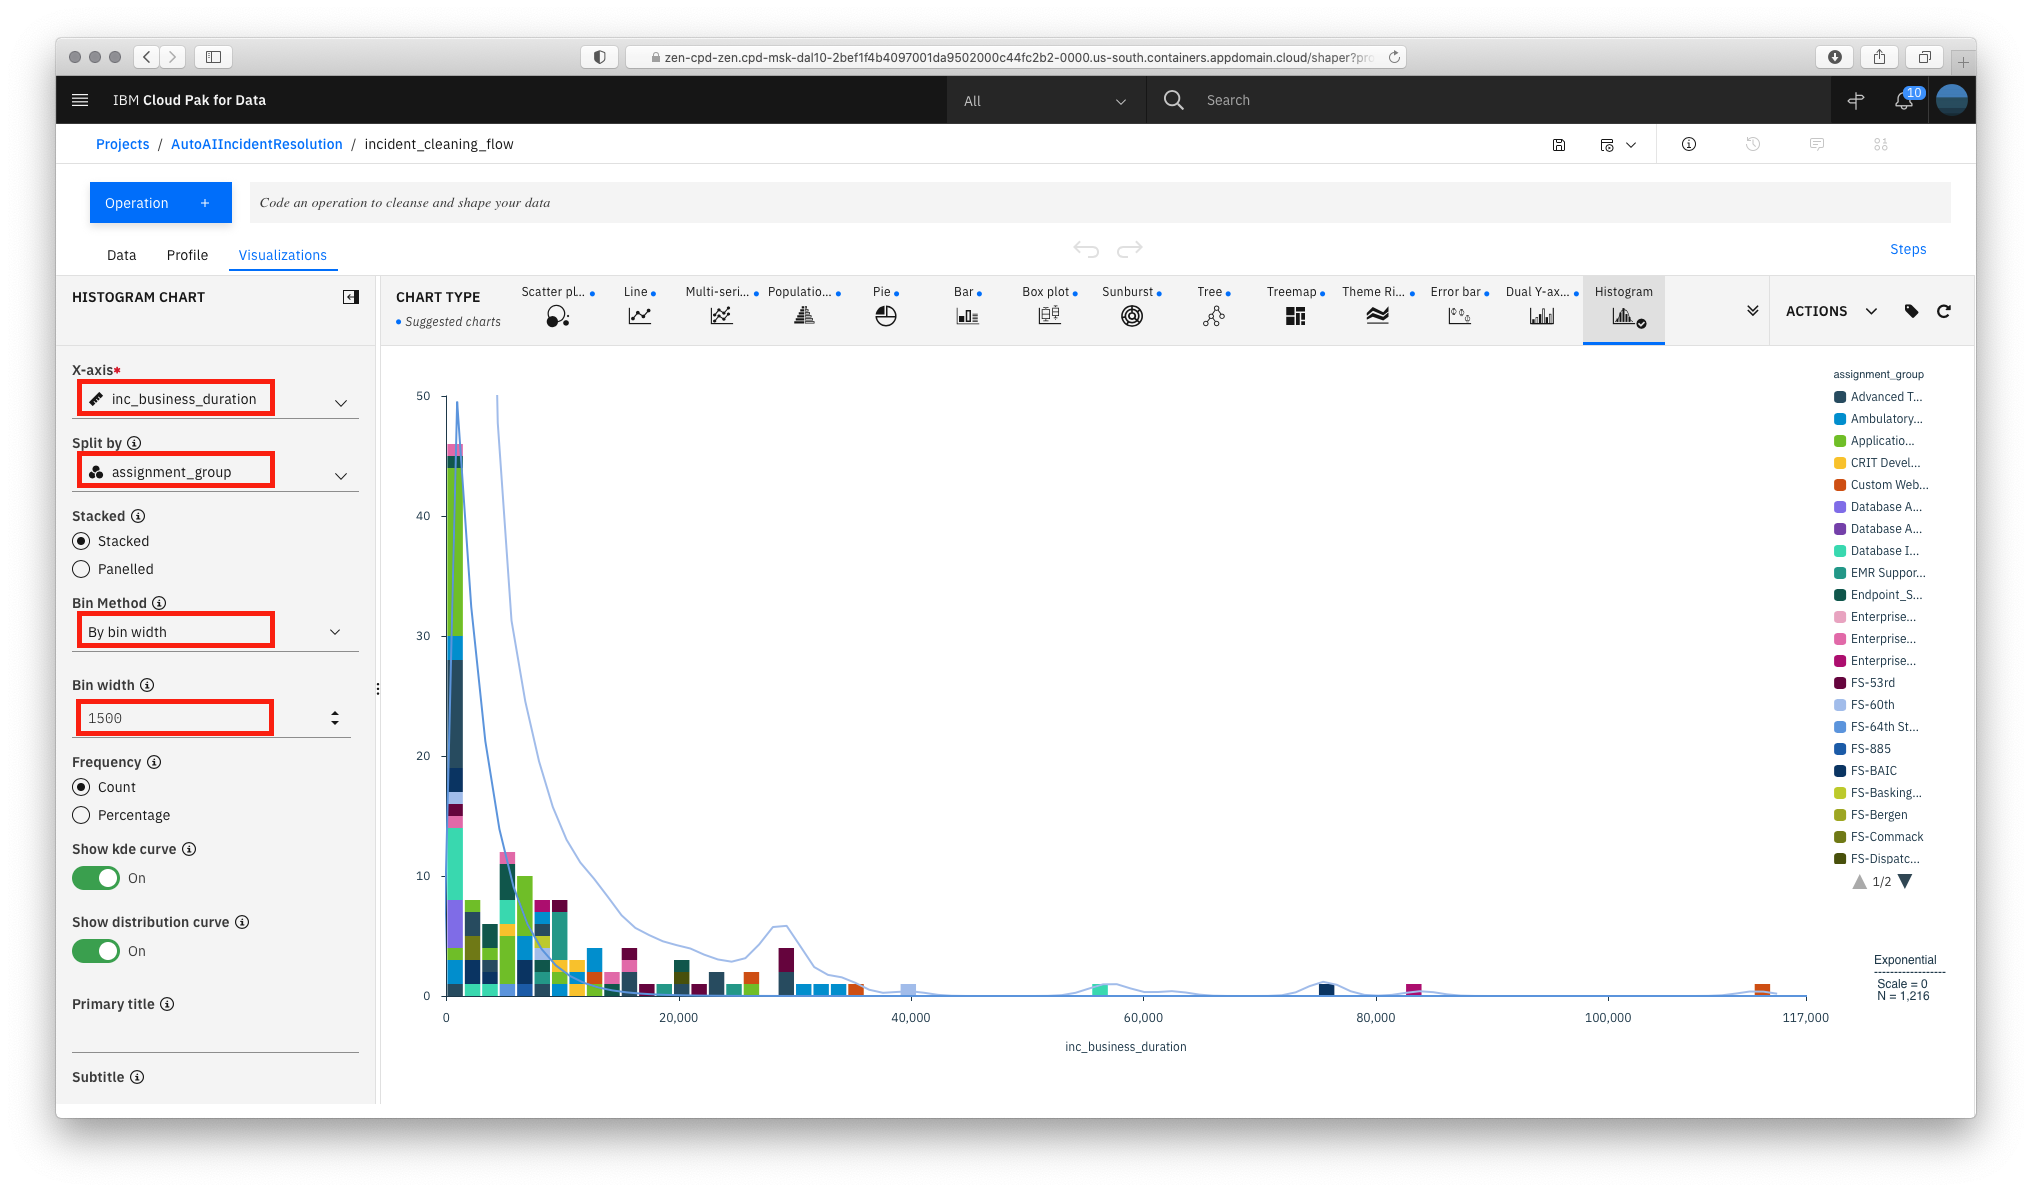 zen-cpd-zen.cpd-msk-dal10-2bef1f4b4097001da9502000c44fc2b2-0000.us-south.containers.appdomain.cloud/shaper?pro
IBM Cloud Pak for Data
All
Search
10
Projects / AutoAIIncidentResolution / incident_cleaning_flow
Operation +
Code an operation to cleanse and shape your data
Data Profile Visualizations
Steps
HISTOGRAM CHART
X-axis*
inc_business_duration
Split by
assignment_group
Stacked
Stacked
Panelled
Bin Method
By bin width
Bin width
1500
Frequency
Count
Percentage
Show kde curve
On
Show distribution curve
On
Primary title
Subtitle
CHART TYPE
Suggested charts
Scatter pl... Line Multi-seri... Populatio... Pie Bar Box plot Sunburst Tree Treemap Theme Ri... Error bar Dual Y-ax... Histogram
ACTIONS
50
40
30
20
10
0
0 20,000 40,000 60,000 80,000 100,000 117,000
inc_business_duration
assignment_group
Advanced T...
Ambulatory...
Applicatio...
CRIT Devel...
Custom Web...
Database A...
Database A...
Database I...
EMR Suppor...
Endpoint_S...
Enterprise...
Enterprise...
Enterprise...
FS-53rd
FS-60th
FS-64th St...
FS-885
FS-BAIC
FS-Basking...
FS-Bergen
FS-Commack
FS-Dispatc...
1/2
Exponential
Scale = 0
N = 1,216